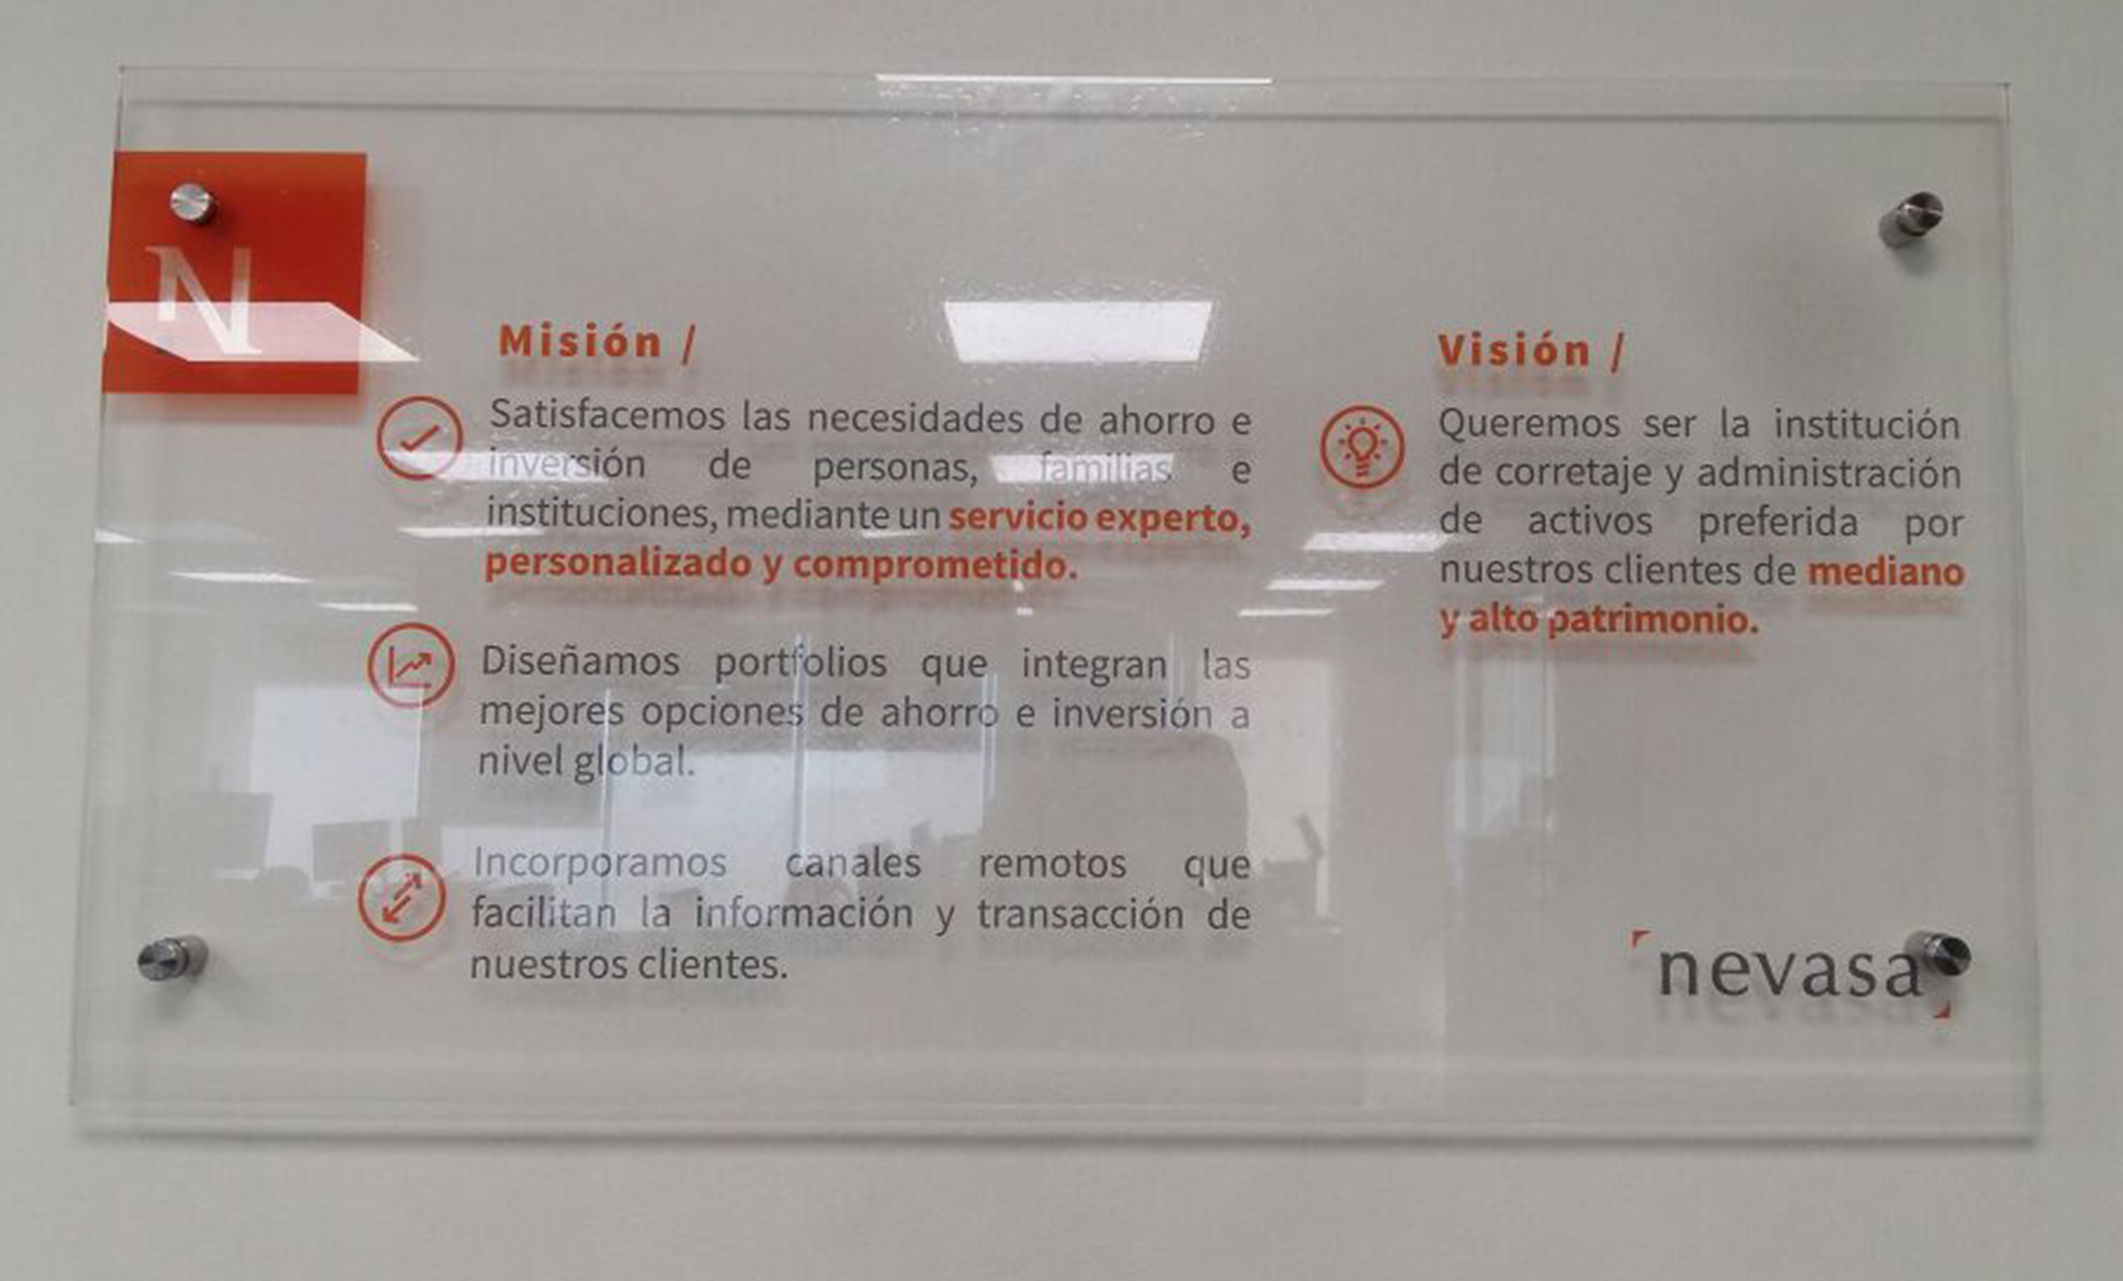 N
Misión /
Satisfacemos las necesidades de ahorro e
inversión de personas, familias e
instituciones, mediante un servicio experto,
personalizado y comprometido.
Diseñamos portfolios que integran las
mejores opciones de ahorro e inversión a
nivel global.
Incorporamos canales remotos que
facilitan la información y transacción de
nuestros clientes.
Visión /
Queremos ser la institución
de corretaje y administración
de activos preferida por
nuestros clientes de mediano
y alto patrimonio.
nevasa